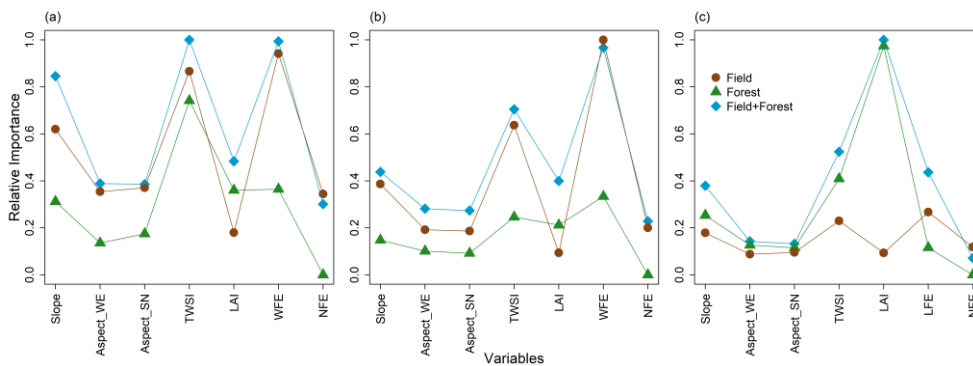 (a)
(b)
(c)
Relative Importance
1.0
0.8
0.6
0.4
0.2
0.0
Slope
Aspect_WE
Aspect_SN
TWSI
LAI
WFE
NFE
1.0
0.8
0.6
0.4
0.2
0.0
Slope
Aspect_WE
Aspect_SN
TWSI
LAI
WFE
NFE
1.0
0.8
0.6
0.4
0.2
0.0
Field
Forest
Field+Forest
Slope
Aspect_WE
Aspect_SN
TWSI
LAI
LFE
NFE
Variables